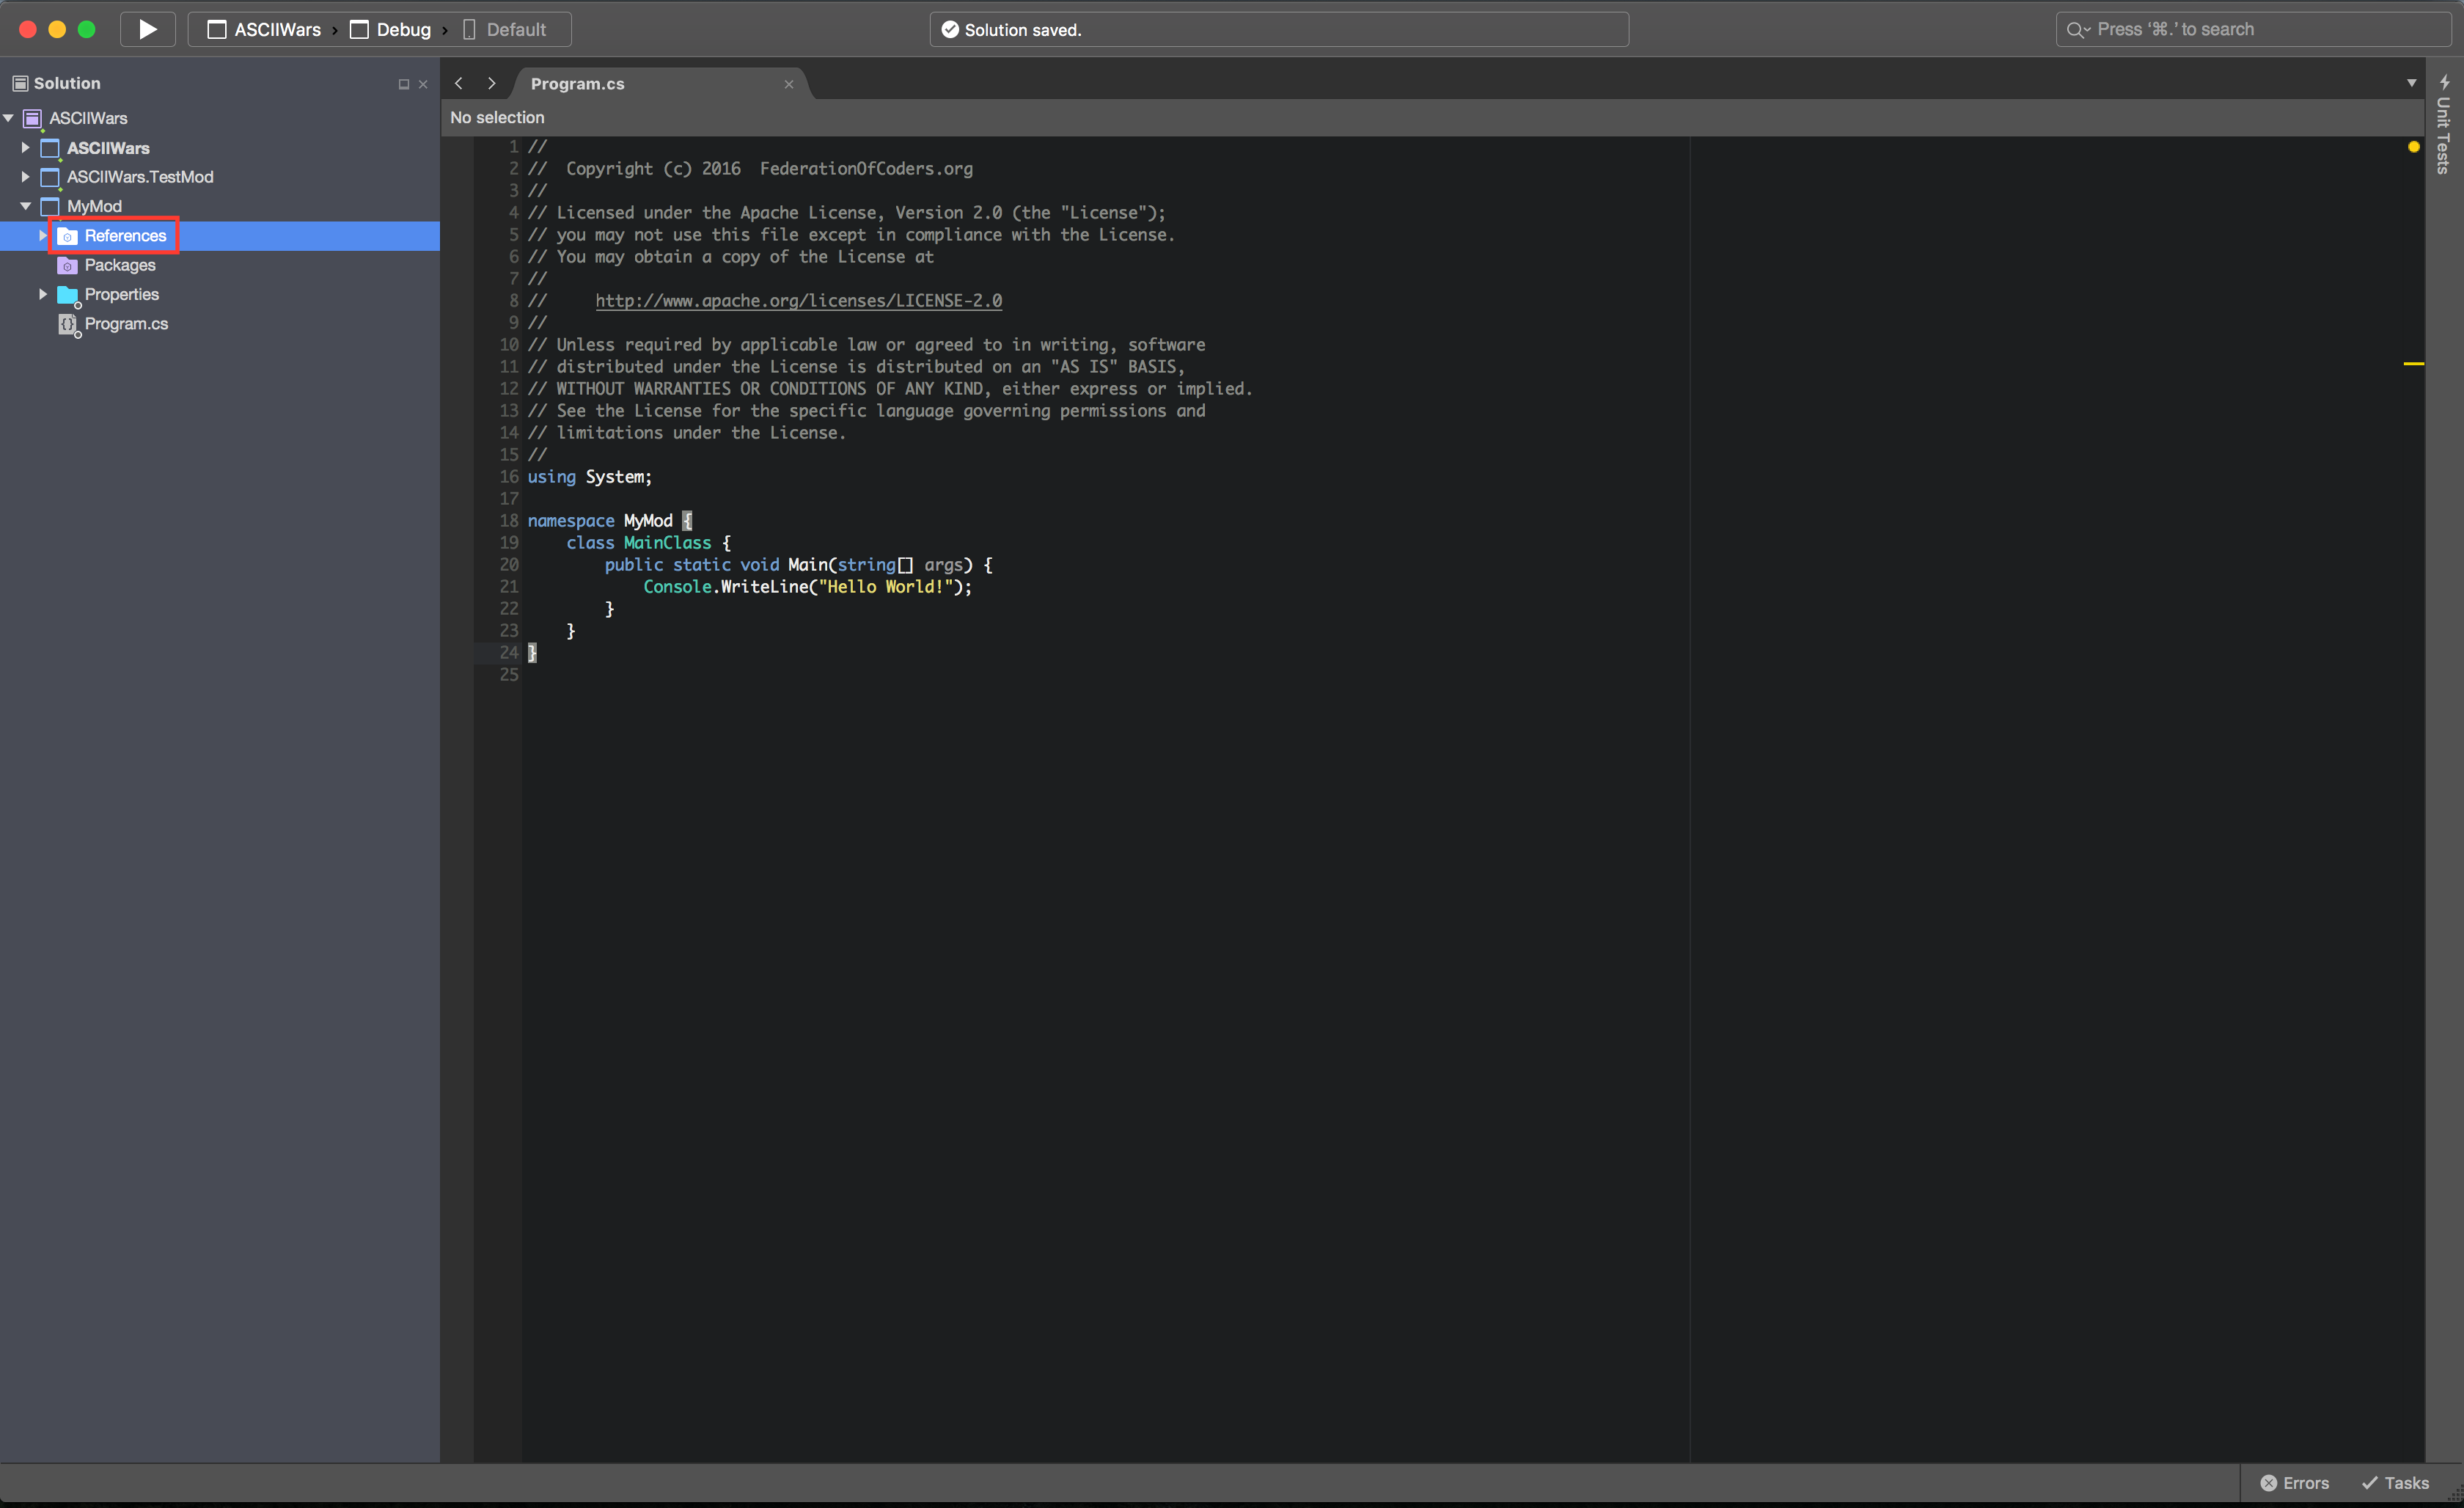 ASCIIWars › Debug › Default
Solution saved.
Press '⌘.' to search
Solution
Program.cs
No selection
ASCIIWars
ASCIIWars
ASCIIWars.TestMod
MyMod
References
Packages
Properties
Program.cs
1 //
2 //  Copyright (c) 2016  FederationOfCoders.org
3 //
4 // Licensed under the Apache License, Version 2.0 (the "License");
5 // you may not use this file except in compliance with the License.
6 // You may obtain a copy of the License at
7 //
8 //     http://www.apache.org/licenses/LICENSE-2.0
9 //
10 // Unless required by applicable law or agreed to in writing, software
11 // distributed under the License is distributed on an "AS IS" BASIS,
12 // WITHOUT WARRANTIES OR CONDITIONS OF ANY KIND, either express or implied.
13 // See the License for the specific language governing permissions and
14 // limitations under the License.
15 //
16 using System;
17
18 namespace MyMod {
19     class MainClass {
20         public static void Main(string[] args) {
21             Console.WriteLine("Hello World!");
22         }
23     }
24 }
25
Unit Tests
Errors
Tasks